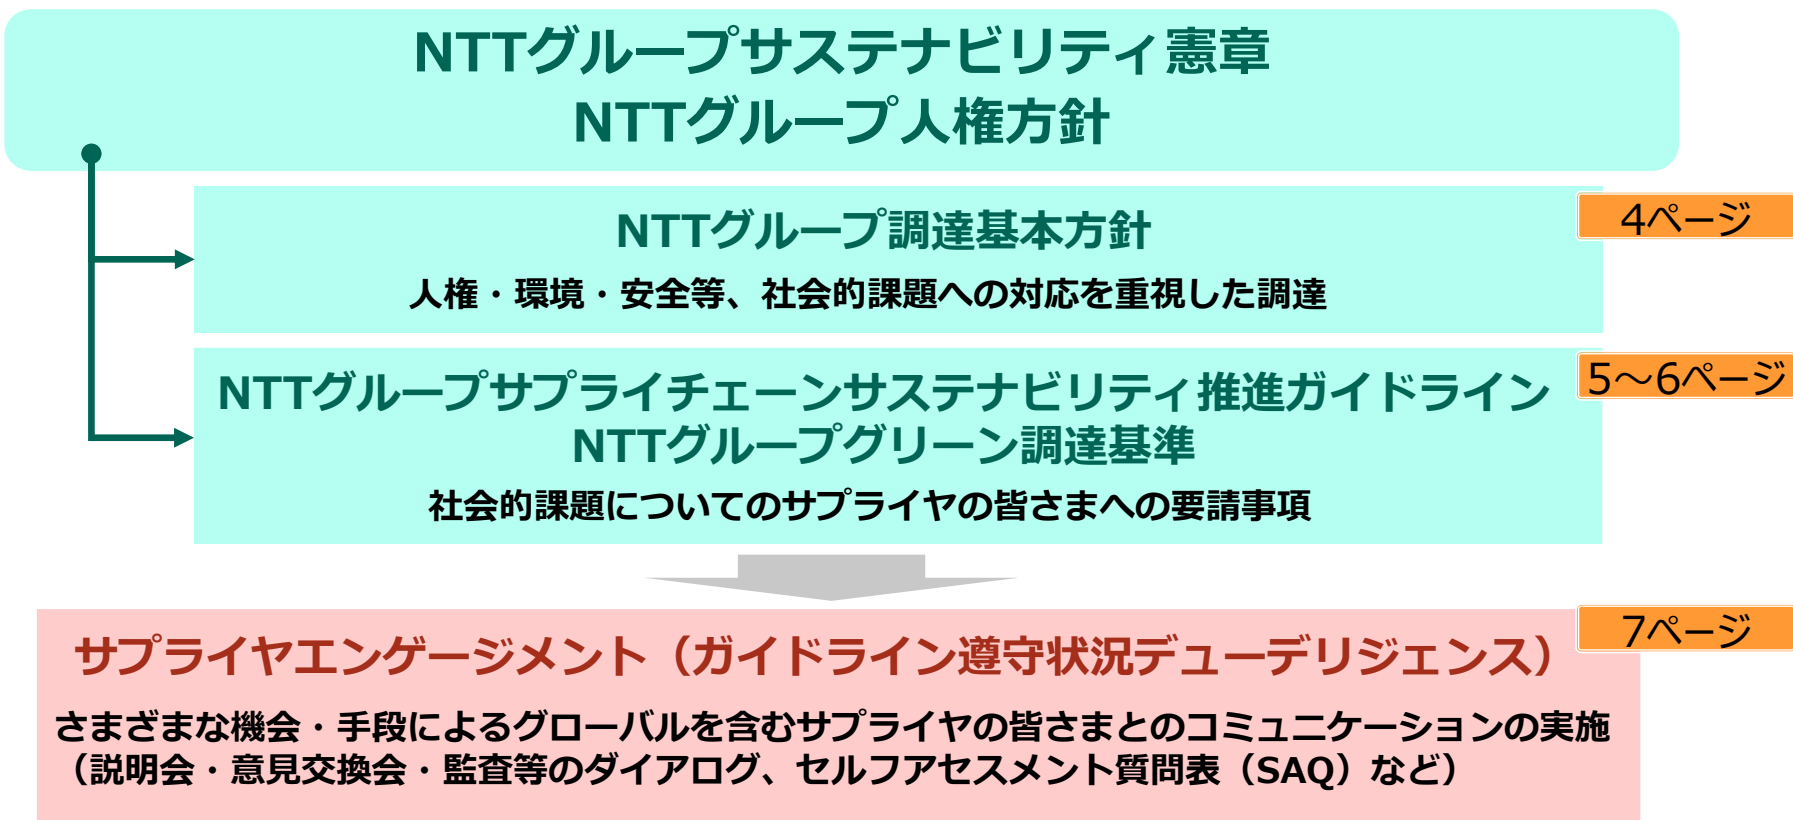 NTTグループサステナビリティ憲章
NTTグループ人権方針
NTTグループ調達基本方針
4ページ
人権・環境・安全等、社会的課題への対応を重視した調達
NTTグループサプライチェーンサステナビリティ推進ガイドライン
5～6ページ
NTTグループグリーン調達基準
社会的課題についてのサプライヤの皆さまへの要請事項
サプライヤエンゲージメント（ガイドライン遵守状況デューデリジェンス）
7ページ
さまざまな機会・手段によるグローバルを含むサプライヤの皆さまとのコミュニケーションの実施
（説明会・意見交換会・監査等のダイアログ、セルフアセスメント質問表（SAQ）など）